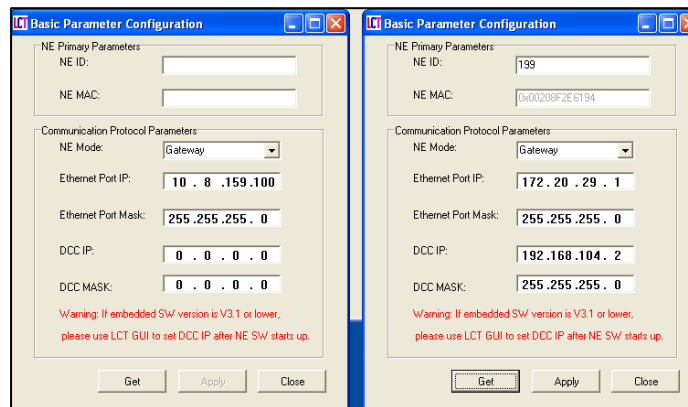 LCT Basic Parameter Configuration
NE Primary Parameters
NE ID:
NE MAC:
Communication Protocol Parameters
NE Mode: Gateway
Ethernet Port IP: 10 . 8 .159.100
Ethernet Port Mask: 255.255.255. 0
DCC IP: 0 . 0 . 0 . 0
DCC MASK: 0 . 0 . 0 . 0
Warning: If embedded SW version is V3.1 or lower,
please use LCT GUI to set DCC IP after NE SW starts up.
Get Apply Close
LCT Basic Parameter Configuration
NE Primary Parameters
NE ID: 199
NE MAC: 0x00208F2E6194
Communication Protocol Parameters
NE Mode: Gateway
Ethernet Port IP: 172. 20 . 29 . 1
Ethernet Port Mask: 255.255.255. 0
DCC IP: 192.168.104. 2
DCC MASK: 255.255.255. 0
Warning: If embedded SW version is V3.1 or lower,
please use LCT GUI to set DCC IP after NE SW starts up.
Get Apply Close